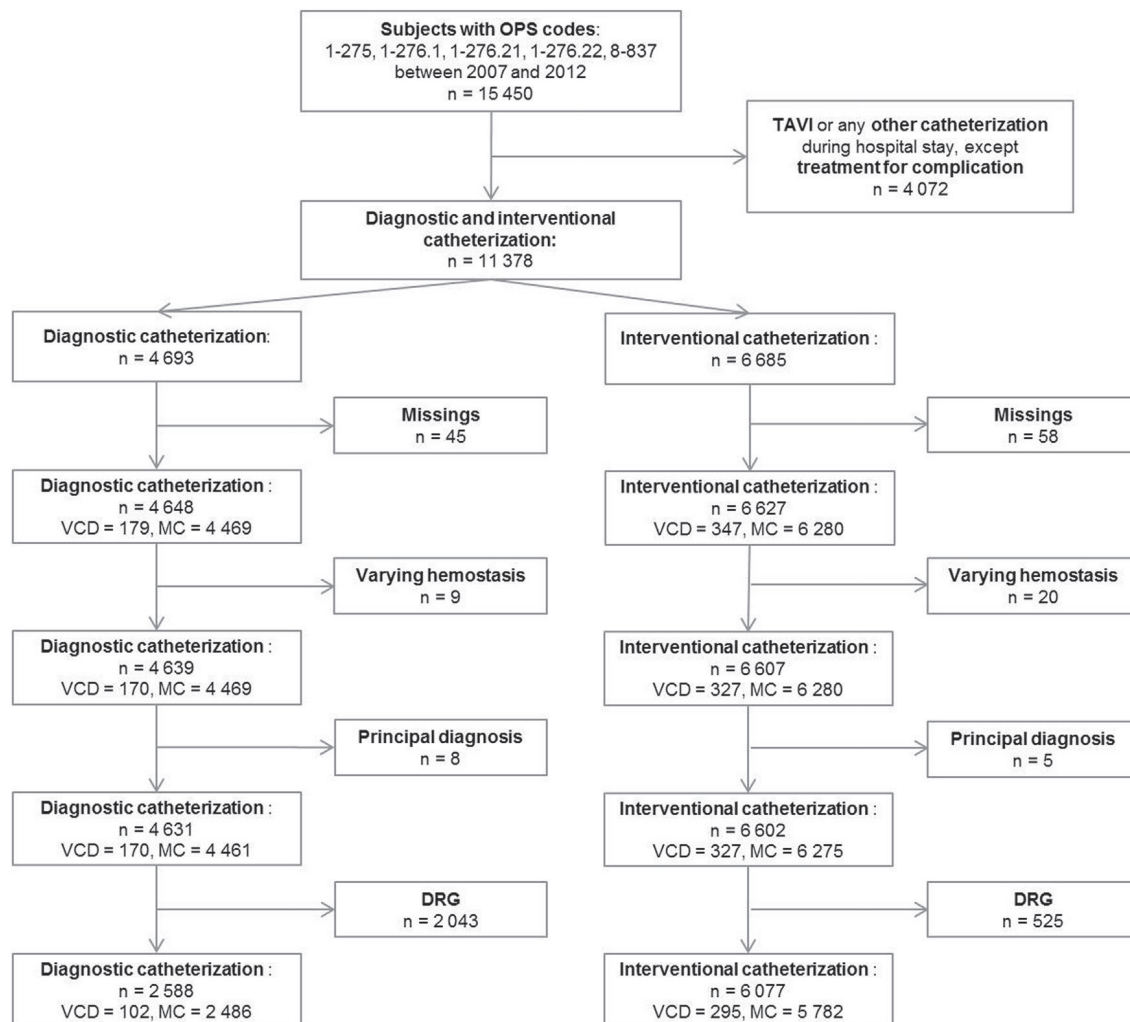 Subjects with OPS codes:
1-275, 1-276.1, 1-276.21, 1-276.22, 8-837
between 2007 and 2012
n = 15 450
TAVI or any other catheterization
during hospital stay, except
treatment for complication
n = 4 072
Diagnostic and interventional
catheterization:
n = 11 378
Diagnostic catheterization:
n = 4 693
Interventional catheterization :
n = 6 685
Missings
n = 45
Missings
n = 58
Diagnostic catheterization :
n = 4 648
VCD = 179, MC = 4 469
Interventional catheterization :
n = 6 627
VCD = 347, MC = 6 280
Varying hemostasis
n = 9
Varying hemostasis
n = 20
Diagnostic catheterization :
n = 4 639
VCD = 170, MC = 4 469
Interventional catheterization :
n = 6 607
VCD = 327, MC = 6 280
Principal diagnosis
n = 8
Principal diagnosis
n = 5
Diagnostic catheterization :
n = 4 631
VCD = 170, MC = 4 461
Interventional catheterization :
n = 6 602
VCD = 327, MC = 6 275
DRG
n = 2 043
DRG
n = 525
Diagnostic catheterization :
n = 2 588
VCD = 102, MC = 2 486
Interventional catheterization :
n = 6 077
VCD = 295, MC = 5 782